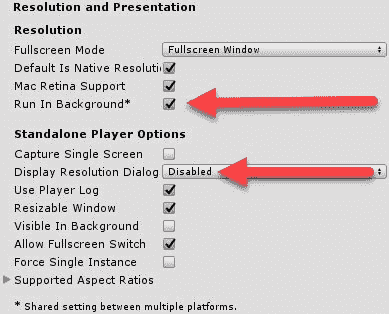 Resolution and Presentation
Resolution
Fullscreen Mode Fullscreen Window
Default Is Native Resolutio
Mac Retina Support
Run In Background*
Standalone Player Options
Capture Single Screen
Display Resolution Dialog Disabled
Use Player Log
Resizable Window
Visible In Background
Allow Fullscreen Switch
Force Single Instance
Supported Aspect Ratios
* Shared setting between multiple platforms.